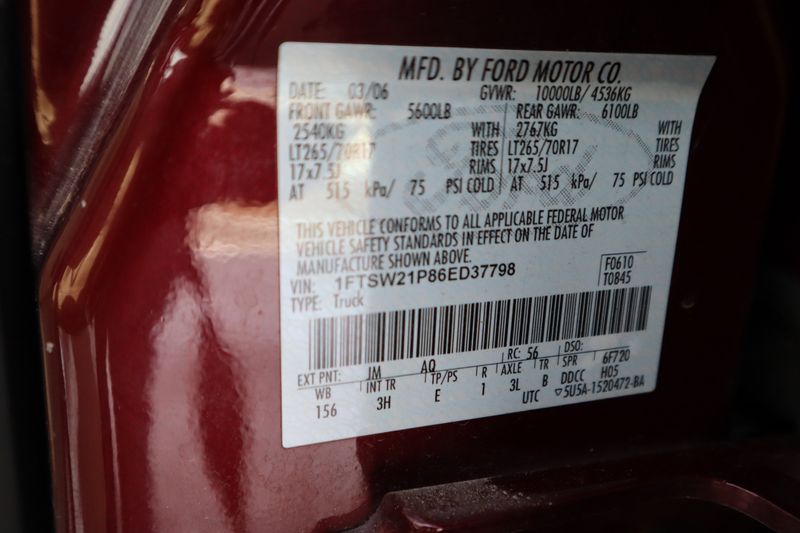 MFD. BY FORD MOTOR CO.
DATE: 03/06 GVWR: 10000LB/ 4536KG
FRONT GAWR: 5600LB REAR GAWR: 6100LB
2540KG WITH 2767KG WITH
LT265/70R17 TIRES LT265/70R17 TIRES
17x7.5J RIMS 17x7.5J RIMS
AT 515 kPa/ 75 PSI COLD AT 515 kPa/ 75 PSI COLD
THIS VEHICLE CONFORMS TO ALL APPLICABLE FEDERAL MOTOR
VEHICLE SAFETY STANDARDS IN EFFECT ON THE DATE OF
MANUFACTURE SHOWN ABOVE.
VIN: 1FTSW21P86ED37798 F0610
TYPE: Truck T0B45
EXT PNT: JM AQ RC: 56 DSO:
WB INT TR TP/PS R AXLE TR SPR 6F720
156 3H E 1 3L B DDCC H05
UTC ▽5U5A-1520472-BA